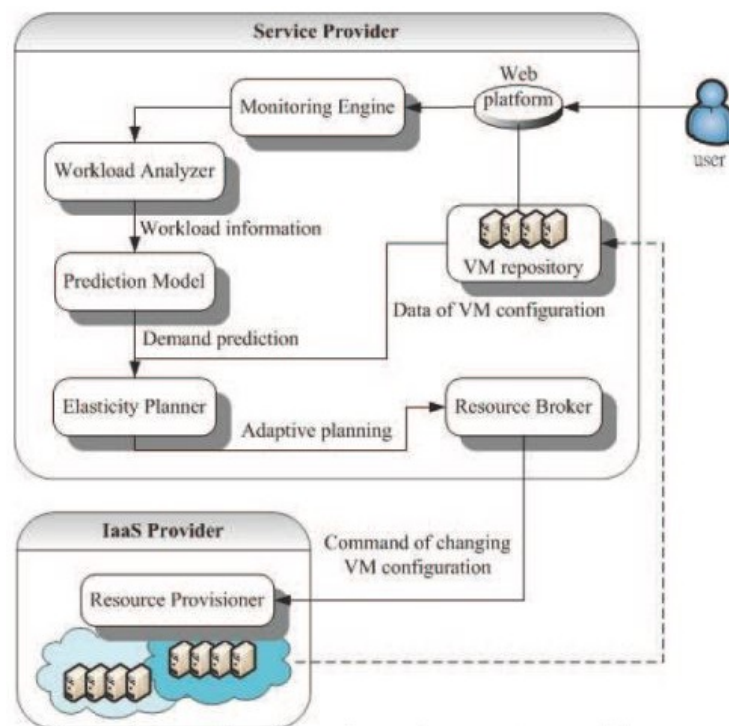 Service Provider
Web
platform
Monitoring Engine
user
Workload Analyzer
Workload information
VM repository
Prediction Model
Data of VM configuration
Demand prediction
Elasticity Planner
Resource Broker
Adaptive planning
IaaS Provider
Command of changing
VM configuration
Resource Provisioner